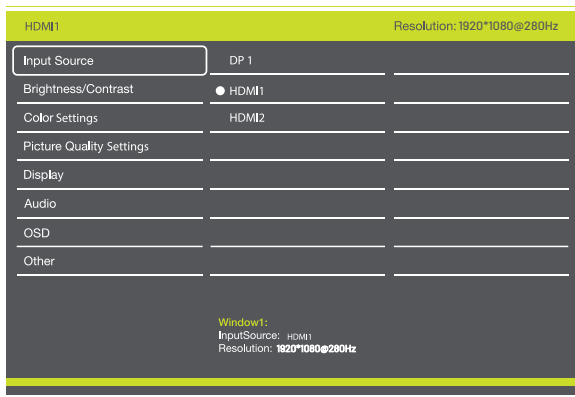 HDMI1 Resolution: 1920*1080@280Hz
Input Source DP 1
Brightness/Contrast HDMI1
Color Settings HDMI2
Picture Quality Settings
Display
Audio
OSD
Other
Window1:
InputSource: HDMI1
Resolution: 1920*1080@280Hz